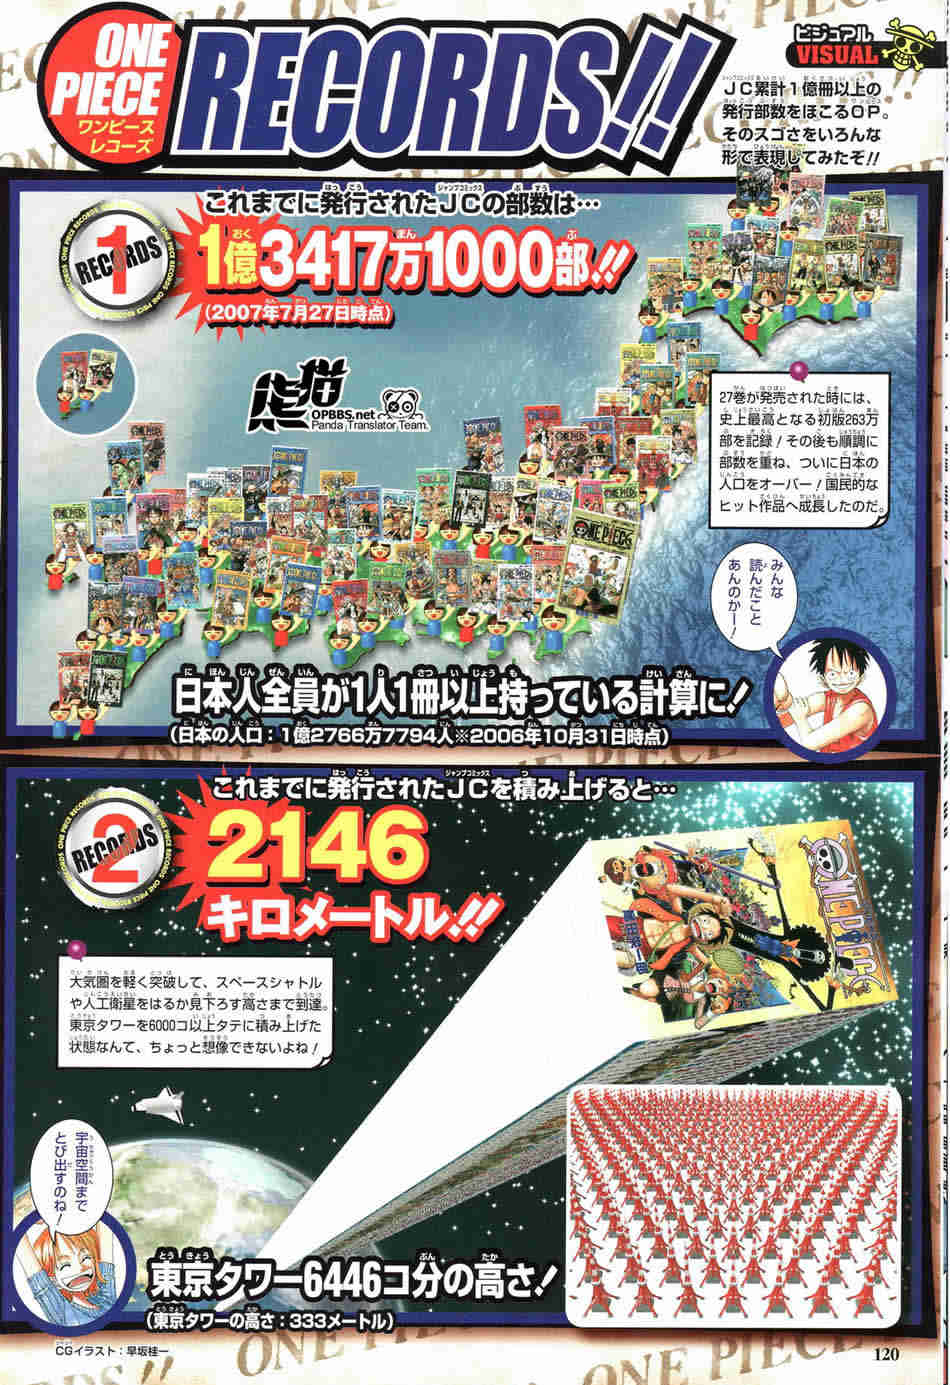 ONE
PIECE
ワンピース
レコーズ
RECORDS!!
ビジュアル
VISUAL
JC累計1億冊以上の
発行部数をほこるOP。
そのスゴさをいろんな
形で表現してみたぞ!!
RECORDS
1
これまでに発行されたJCの部数は…
1億3417万1000部!!
(2007年7月27日時点)
熊猫
OPBBS.net
Panda Translator Team.
27巻が発売された時には、
史上最高となる初版263万
部を記録！その後も順調に
部数を重ね、ついに日本の
人口をオーバー！国民的な
ヒット作品へ成長したのだ。
みんな
読んだこと
あんのかー！
日本人全員が1人1冊以上持っている計算に！
(日本の人口：1億2766万7794人※2006年10月31日時点)
RECORDS
2
これまでに発行されたJCを積み上げると…
2146
キロメートル!!
ONE PIECE
尾田栄一郎
大気圏を軽く突破して、スペースシャトル
や人工衛星をはるか見下ろす高さまで到達。
東京タワーを6000コ以上タテに積み上げた
状態なんて、ちょっと想像できないよね！
宇宙空間まで
とび出すのね！
東京タワー6446コ分の高さ！
(東京タワーの高さ：333メートル)
CGイラスト：早坂桂一
120